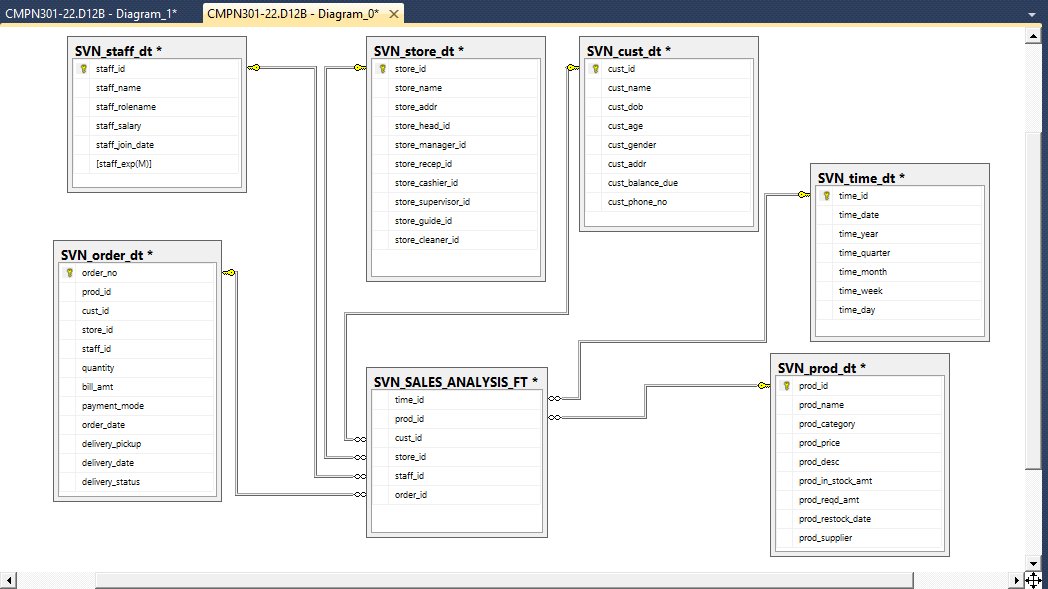 CMPN301-22.D12B - Diagram_1*
CMPN301-22.D12B - Diagram_0*
SVN_staff_dt *
staff_id
staff_name
staff_rolename
staff_salary
staff_join_date
[staff_exp(M)]
SVN_store_dt *
store_id
store_name
store_addr
store_head_id
store_manager_id
store_recep_id
store_cashier_id
store_supervisor_id
store_guide_id
store_cleaner_id
SVN_cust_dt *
cust_id
cust_name
cust_dob
cust_age
cust_gender
cust_addr
cust_balance_due
cust_phone_no
SVN_time_dt *
time_id
time_date
time_year
time_quarter
time_month
time_week
time_day
SVN_order_dt *
order_no
prod_id
cust_id
store_id
staff_id
quantity
bill_amt
payment_mode
order_date
delivery_pickup
delivery_date
delivery_status
SVN_SALES_ANALYSIS_FT *
time_id
prod_id
cust_id
store_id
staff_id
order_id
SVN_prod_dt *
prod_id
prod_name
prod_category
prod_price
prod_desc
prod_in_stock_amt
prod_reqd_amt
prod_restock_date
prod_supplier